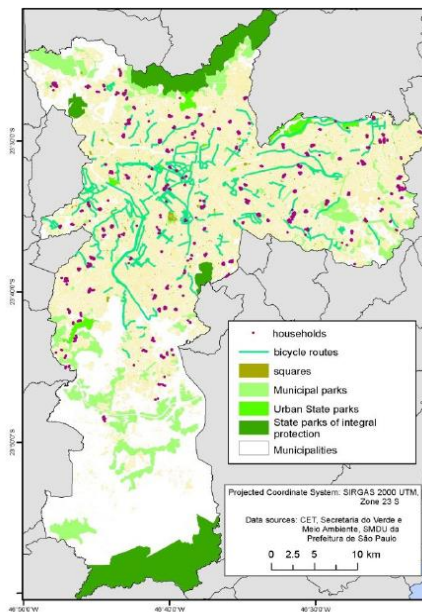 households
bicycle routes
squares
Municipal parks
Urban State parks
State parks of integral
protection
Municipalities
Projected Coordinate System: SIRGAS 2000 UTM,
Zone 23 S
Data sources: CET, Secretaria do Verde e
Meio Ambiente, SMDU da
Prefeitura de São Paulo
0 2.5 5 10 km